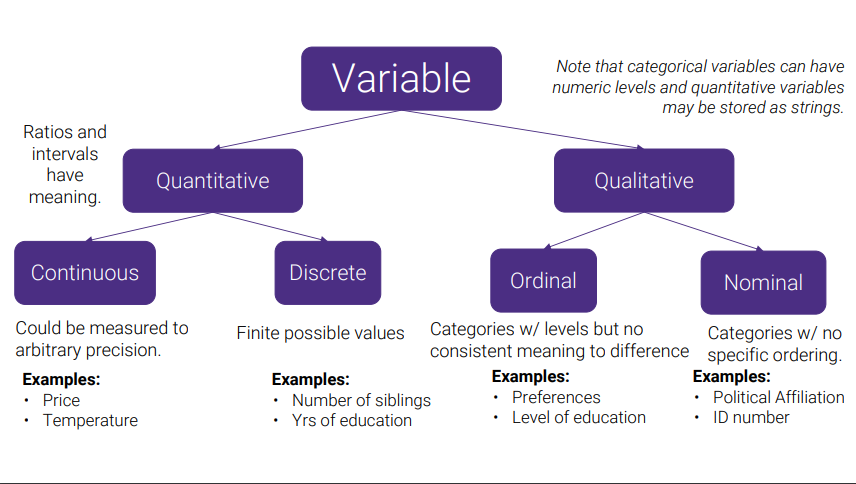 Variable
Note that categorical variables can have
numeric levels and quantitative variables
may be stored as strings.
Ratios and
intervals
have
meaning.
Quantitative
Qualitative
Continuous
Could be measured to
arbitrary precision.
Examples:
• Price
• Temperature
Discrete
Finite possible values
Examples:
• Number of siblings
• Yrs of education
Ordinal
Categories w/ levels but no
consistent meaning to difference
Examples:
• Preferences
• Level of education
Nominal
Categories w/ no
specific ordering.
Examples:
• Political Affiliation
• ID number